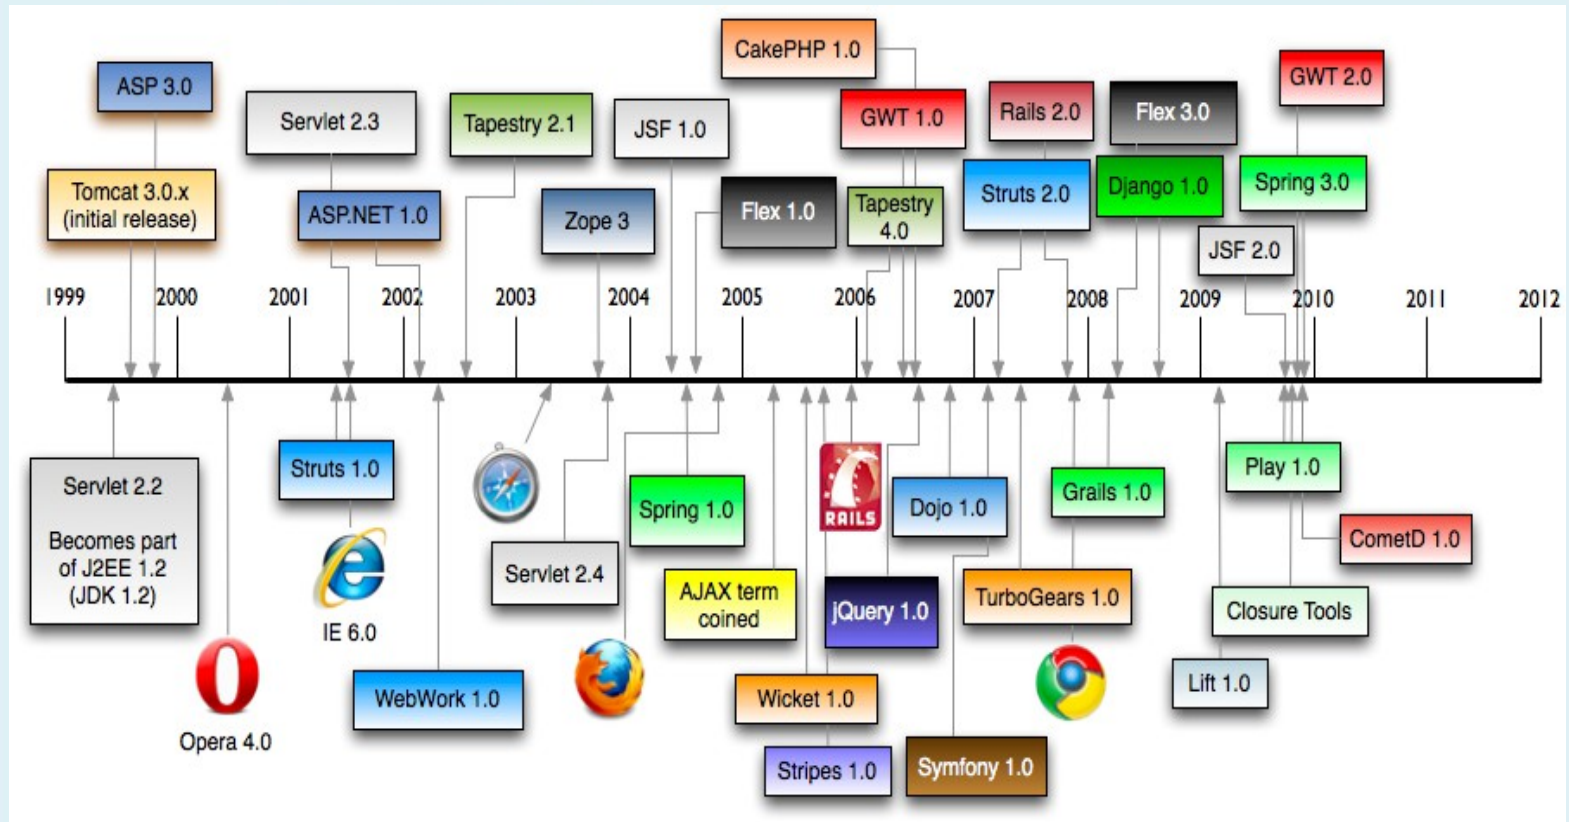 CakePHP 1.0
ASP 3.0
GWT 2.0
Servlet 2.3
Tapestry 2.1
JSF 1.0
GWT 1.0
Rails 2.0
Flex 3.0
Tomcat 3.0.x
(initial release)
ASP.NET 1.0
Zope 3
Flex 1.0
Tapestry
4.0
Struts 2.0
Django 1.0
Spring 3.0
JSF 2.0
1999 2000 2001 2002 2003 2004 2005 2006 2007 2008 2009 2010 2011 2012
Servlet 2.2
Becomes part
of J2EE 1.2
(JDK 1.2)
Struts 1.0
IE 6.0
Opera 4.0
WebWork 1.0
Servlet 2.4
Spring 1.0
AJAX term
coined
RAILS
jQuery 1.0
Dojo 1.0
Wicket 1.0
Stripes 1.0
Symfony 1.0
TurboGears 1.0
Grails 1.0
Play 1.0
CometD 1.0
Closure Tools
Lift 1.0